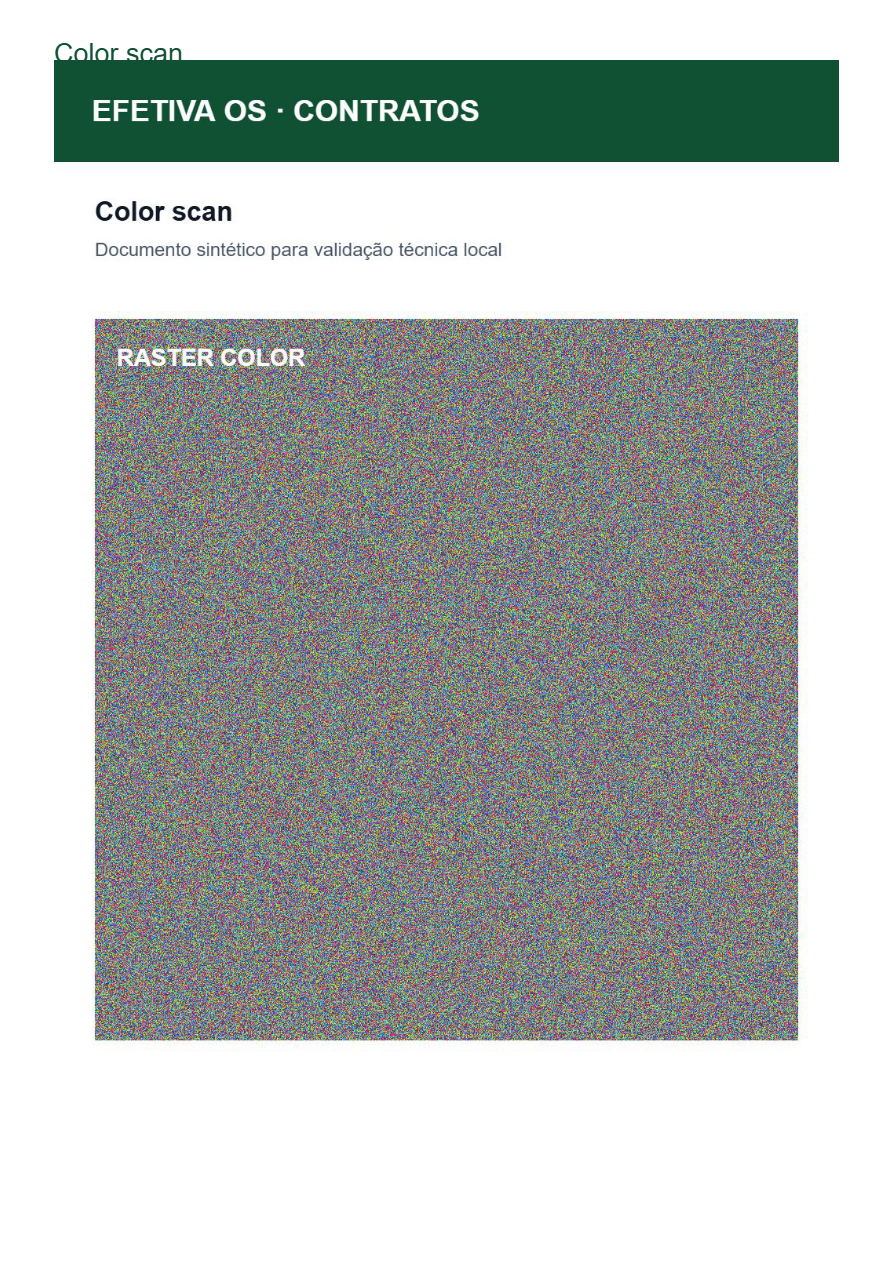 Color scan
EFETIVA OS · CONTRATOS
Color scan
Documento sintético para validação técnica local
RASTER COLOR